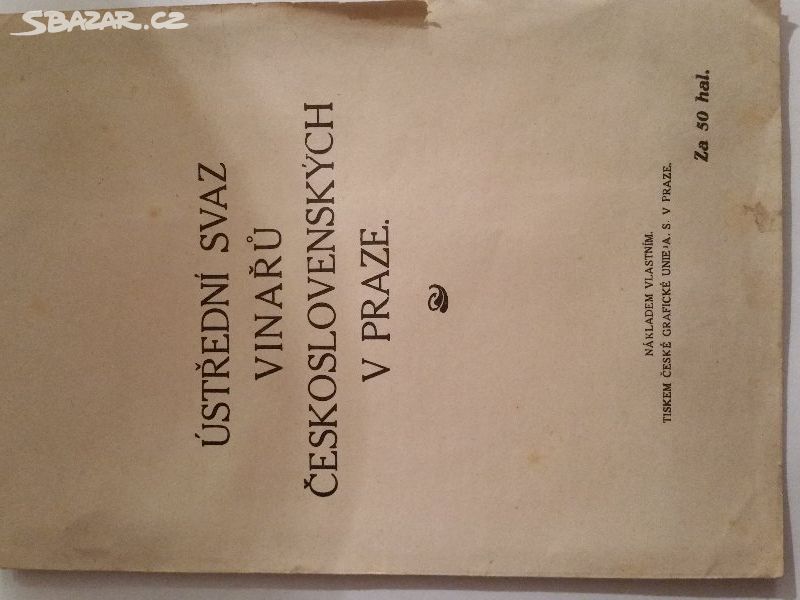 SBAZAR.CZ
ÚSTŘEDNÍ SVAZ
VINAŘŮ
ČESKOSLOVENSKÝCH
V PRAZE.
NÁKLADEM VLASTNÍM.
TISKEM ČESKÉ GRAFICKÉ UNIE A. S. V PRAZE.
Za 50 hal.